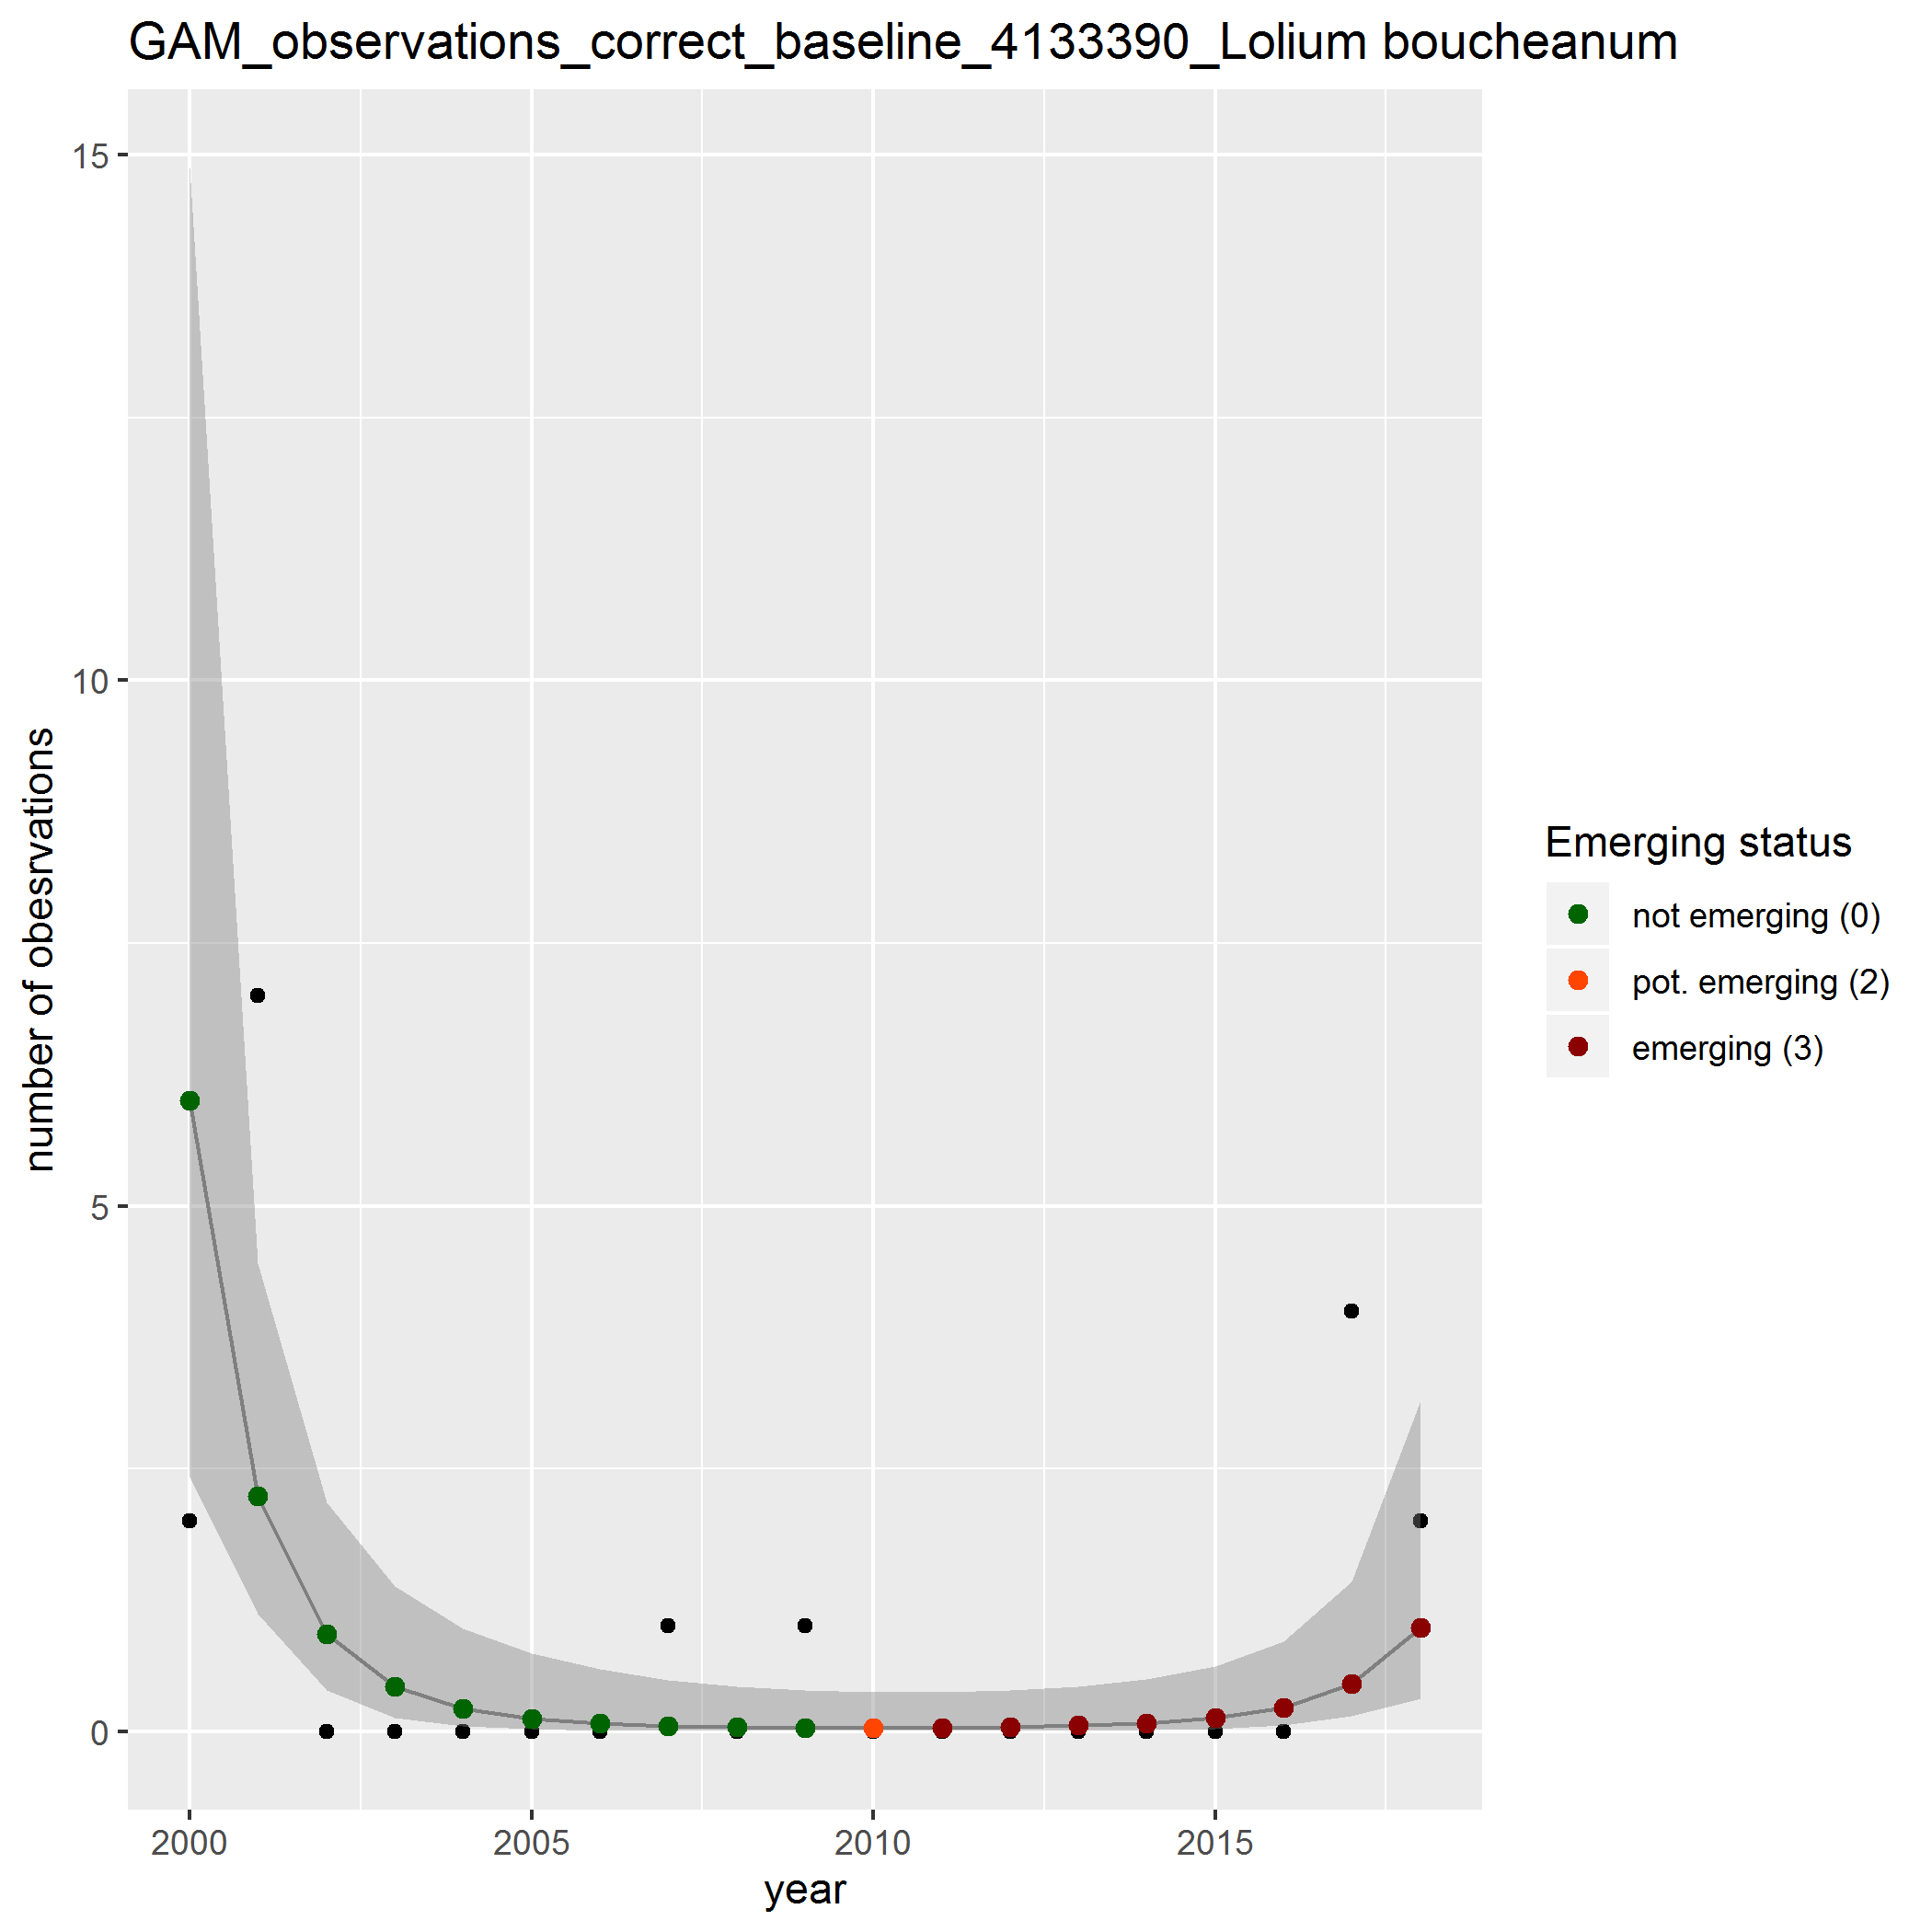 GAM_observations_correct_baseline_4133390_Lolium boucheanum
15
10
5
0
number of obesrvations
2000
2005
2010
2015
year
Emerging status
not emerging (0)
pot. emerging (2)
emerging (3)